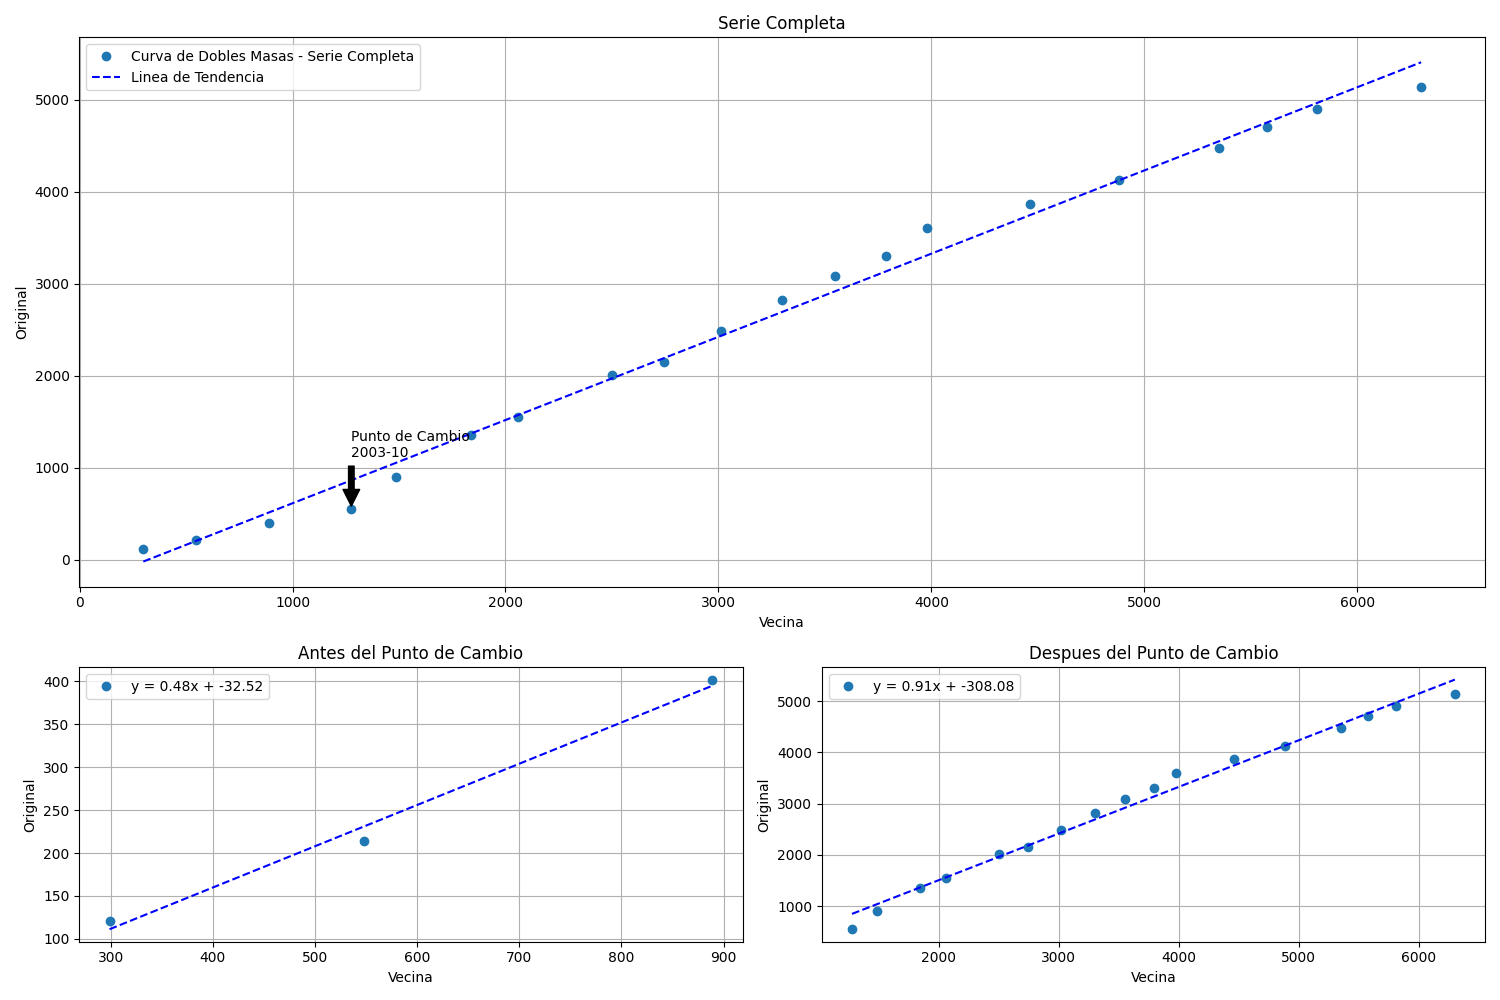 Serie Completa
Curva de Dobles Masas - Serie Completa
Linea de Tendencia
5000
4000
3000
2000
1000
0
Original
Punto de Cambio
2003-10
0
1000
2000
3000
4000
5000
6000
Vecina
Antes del Punto de Cambio
y = 0.48x + -32.52
400
350
300
250
200
150
100
Original
300
400
500
600
700
800
900
Vecina
Despues del Punto de Cambio
y = 0.91x + -308.08
5000
4000
3000
2000
1000
Original
2000
3000
4000
5000
6000
Vecina